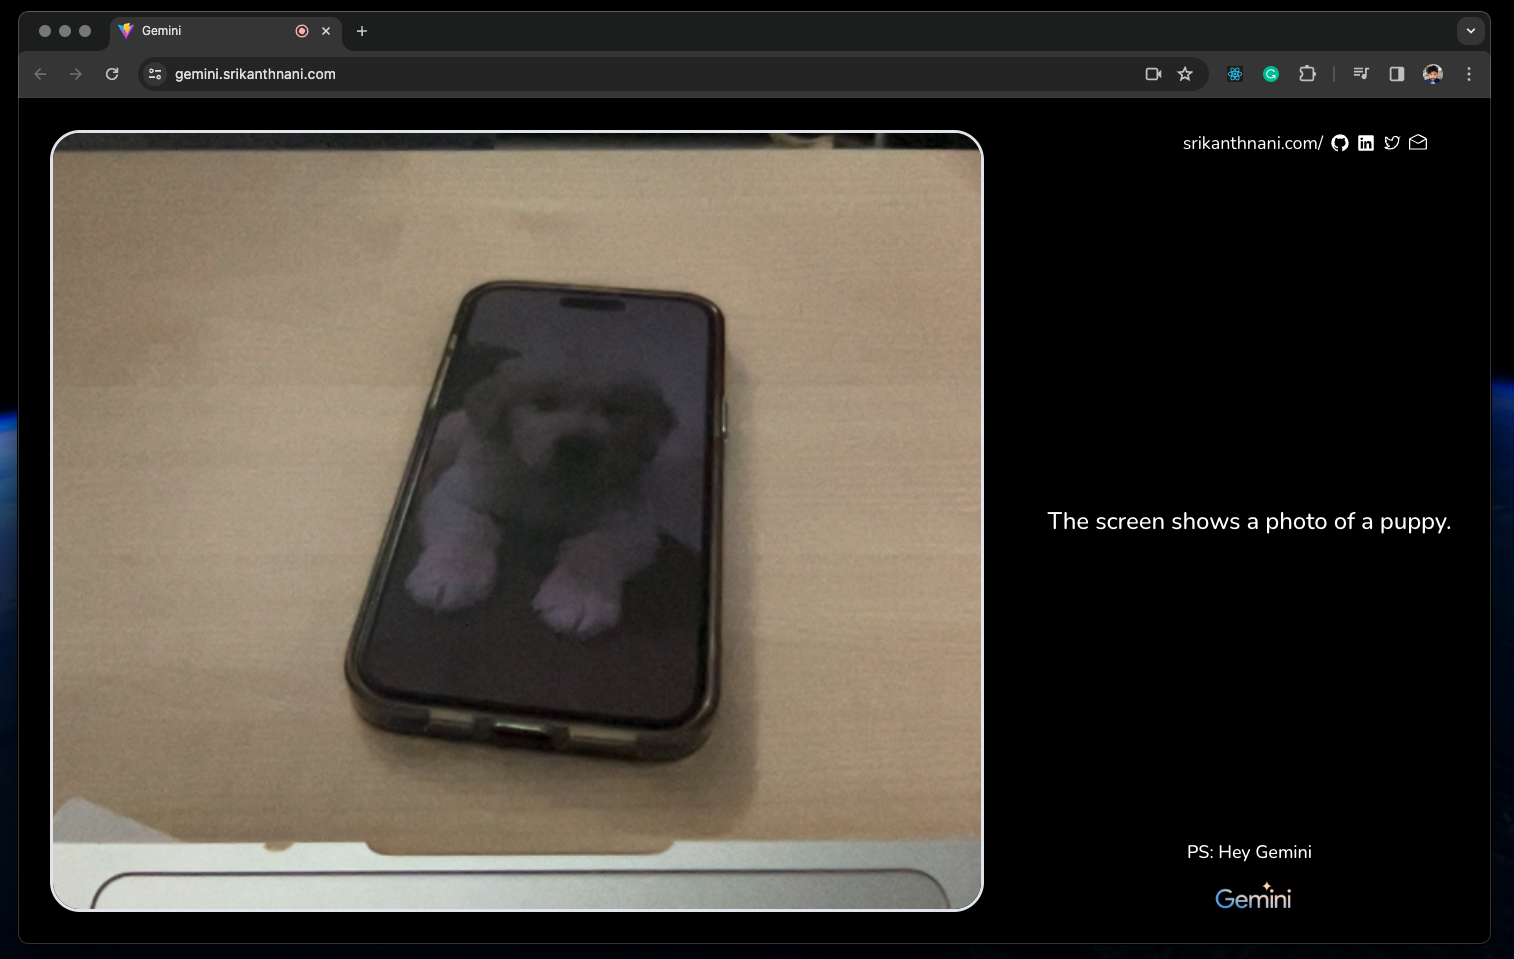 Gemini
gemini.srikanthnani.com
srikanthnani.com/
The screen shows a photo of a puppy.
PS: Hey Gemini
Gemini